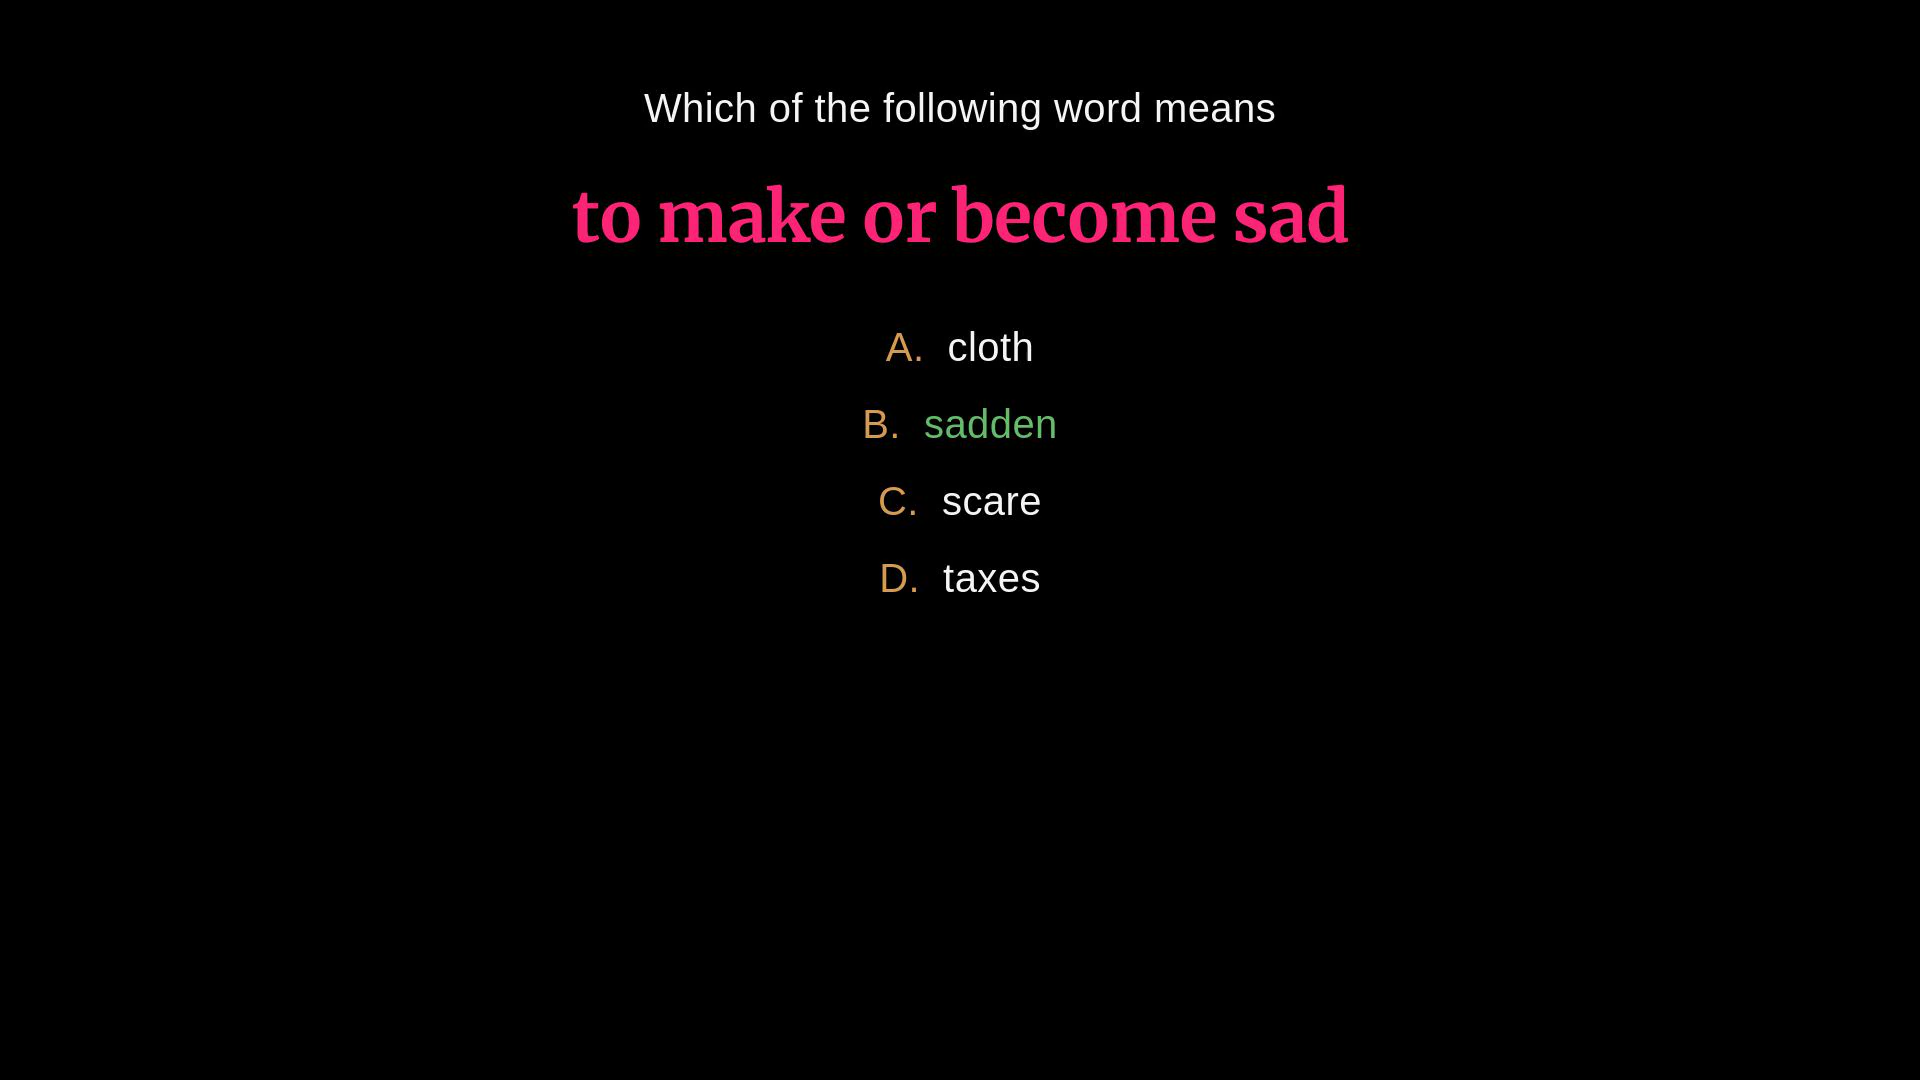 Which of the following word means
to make or become sad
A. cloth
B. sadden
C. scare
D. taxes